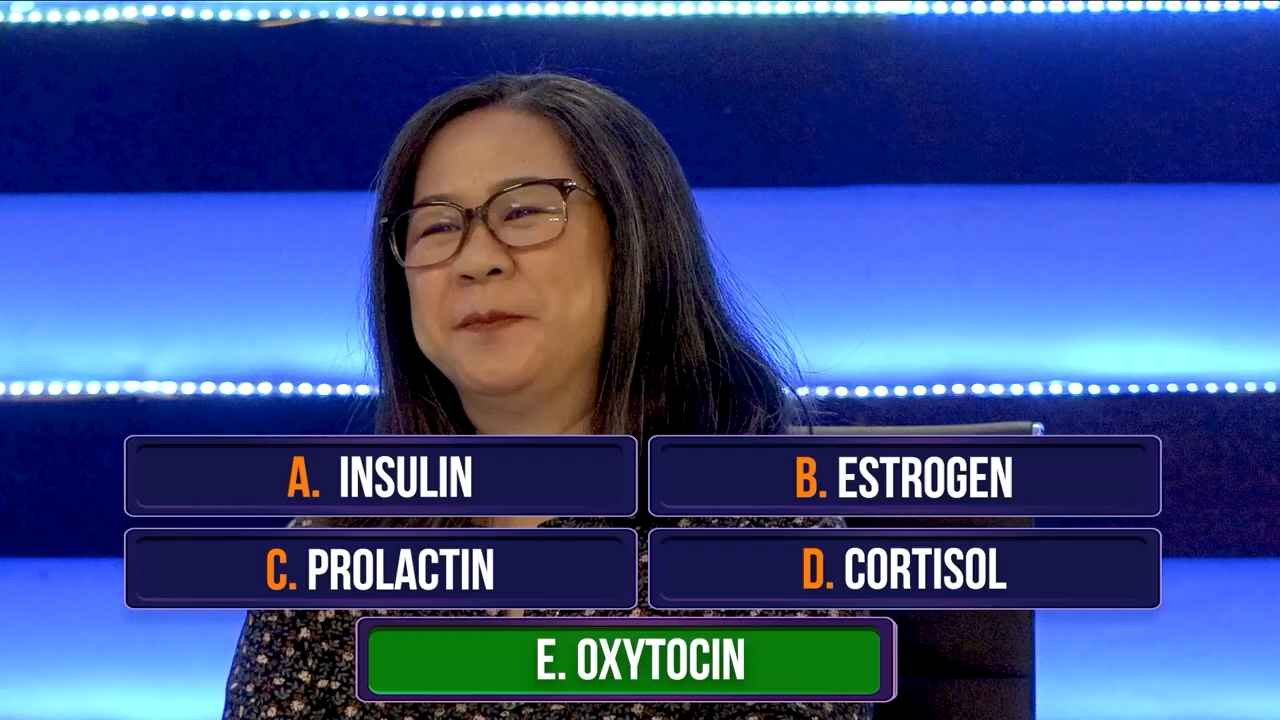 A. INSULIN
B. ESTROGEN
C. PROLACTIN
D. CORTISOL
E. OXYTOCIN